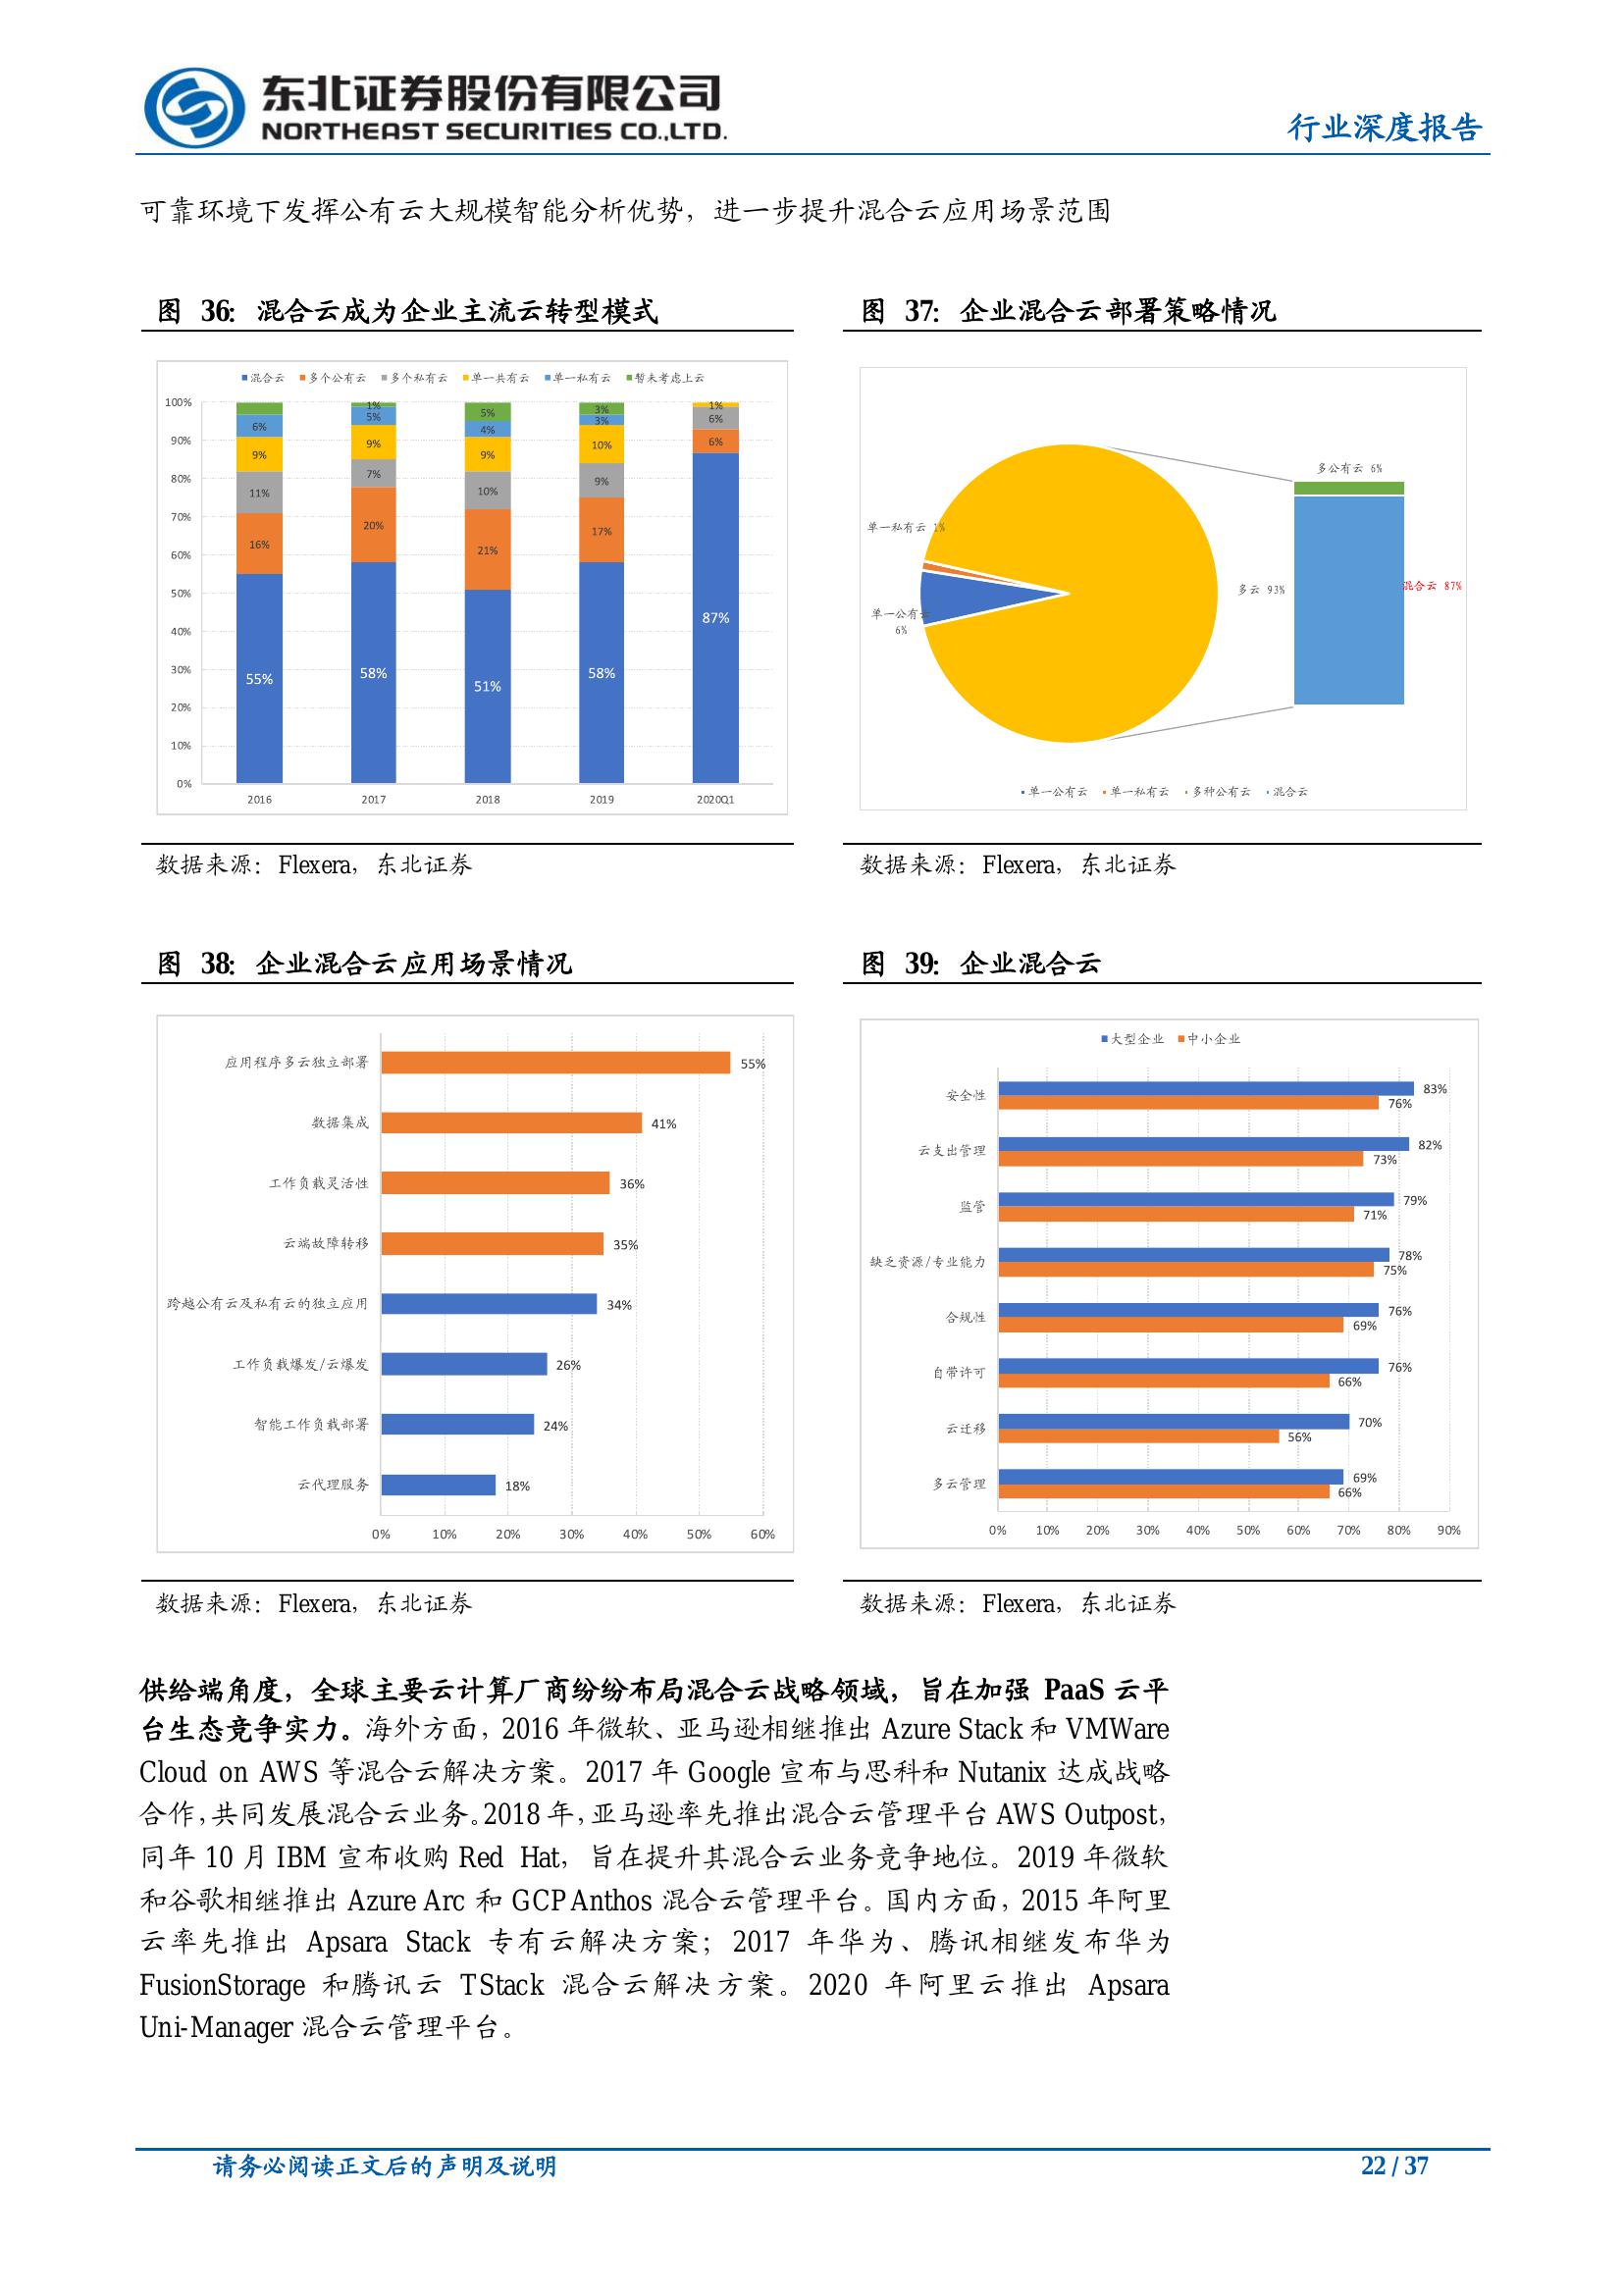 东北证券股份有限公司
NORTHEAST SECURITIES CO.,LTD.
行业深度报告
可靠环境下发挥公有云大规模智能分析优势，进一步提升混合云应用场景范围
图 36：混合云成为企业主流云转型模式
混合云 多个公有云 多个私有云 单一共有云 单一私有云 暂未考虑上云
100%
90%
80%
70%
60%
50%
40%
30%
20%
10%
0%
6%
9%
11%
16%
55%
1%
5%
9%
7%
20%
58%
5%
4%
9%
10%
21%
51%
3%
3%
10%
9%
17%
58%
1%
6%
6%
87%
2016 2017 2018 2019 2020Q1
数据来源：Flexera，东北证券
图 37：企业混合云部署策略情况
多公有云 6%
单一私有云 1%
多云 93%
混合云 87%
单一公有云
6%
单一公有云 单一私有云 多种公有云 混合云
数据来源：Flexera，东北证券
图 38：企业混合云应用场景情况
应用程序多云独立部署 55%
数据集成 41%
工作负载灵活性 36%
云端故障转移 35%
跨越公有云及私有云的独立应用 34%
工作负载爆发/云爆发 26%
智能工作负载部署 24%
云代理服务 18%
0% 10% 20% 30% 40% 50% 60%
数据来源：Flexera，东北证券
图 39：企业混合云
大型企业 中小企业
安全性 83%
76%
云支出管理 82%
73%
监管 79%
71%
缺乏资源/专业能力 78%
75%
合规性 76%
69%
自带许可 76%
66%
云迁移 70%
56%
多云管理 69%
66%
0% 10% 20% 30% 40% 50% 60% 70% 80% 90%
数据来源：Flexera，东北证券
供给端角度，全球主要云计算厂商纷纷布局混合云战略领域，旨在加强 PaaS 云平
台生态竞争实力。海外方面，2016 年微软、亚马逊相继推出 Azure Stack 和 VMWare
Cloud on AWS 等混合云解决方案。2017 年 Google 宣布与思科和 Nutanix 达成战略
合作，共同发展混合云业务。2018 年，亚马逊率先推出混合云管理平台 AWS Outpost，
同年 10 月 IBM 宣布收购 Red Hat，旨在提升其混合云业务竞争地位。2019 年微软
和谷歌相继推出 Azure Arc 和 GCP Anthos 混合云管理平台。国内方面，2015 年阿里
云率先推出 Apsara Stack 专有云解决方案；2017 年华为、腾讯相继发布华为
FusionStorage 和腾讯云 TStack 混合云解决方案。2020 年阿里云推出 Apsara
Uni-Manager 混合云管理平台。
请务必阅读正文后的声明及说明
22 / 37